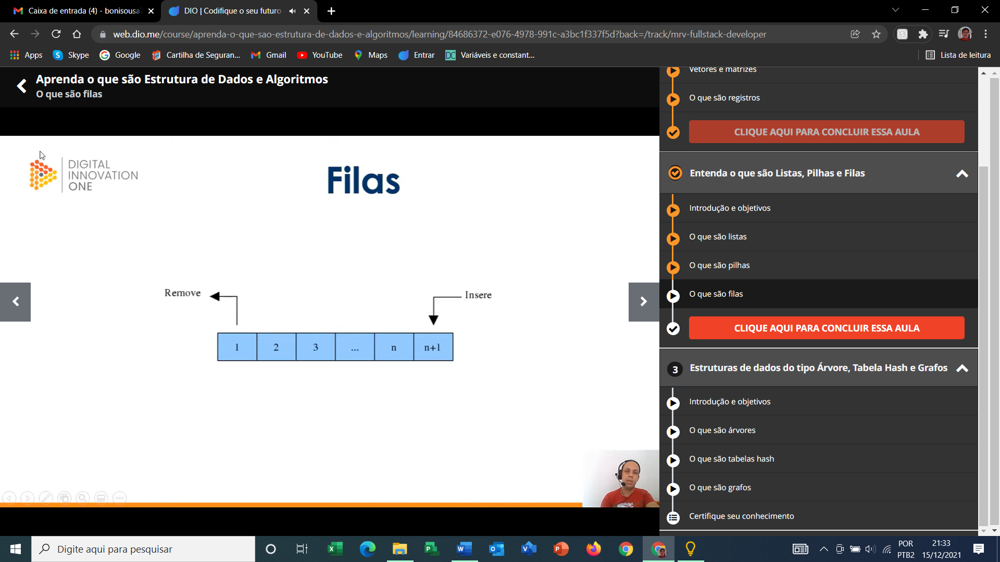 Caixa de entrada (4) - bonisousa7
DIO | Codifique o seu futuro
web.dio.me/course/aprenda-o-que-sao-estrutura-de-dados-e-algoritmos/learning/84686372-e076-4978-991c-a3bc1f337f5d?back=/track/mrv-fullstack-developer
Apps
Skype
Google
Cartilha de Seguran...
Gmail
YouTube
Maps
Entrar
DC
Variáveis e constant...
Lista de leitura
Aprenda o que são Estrutura de Dados e Algoritmos
O que são filas
DIGITAL
INNOVATION
ONE
Filas
Remove
Insere
1 2 3 ... n n+1
Vetores e matrizes
O que são registros
CLIQUE AQUI PARA CONCLUIR ESSA AULA
Entenda o que são Listas, Pilhas e Filas
Introdução e objetivos
O que são listas
O que são pilhas
O que são filas
CLIQUE AQUI PARA CONCLUIR ESSA AULA
3 Estruturas de dados do tipo Árvore, Tabela Hash e Grafos
Introdução e objetivos
O que são árvores
O que são tabelas hash
O que são grafos
Certifique seu conhecimento
Digite aqui para pesquisar
POR
PTB2
21:33
15/12/2021